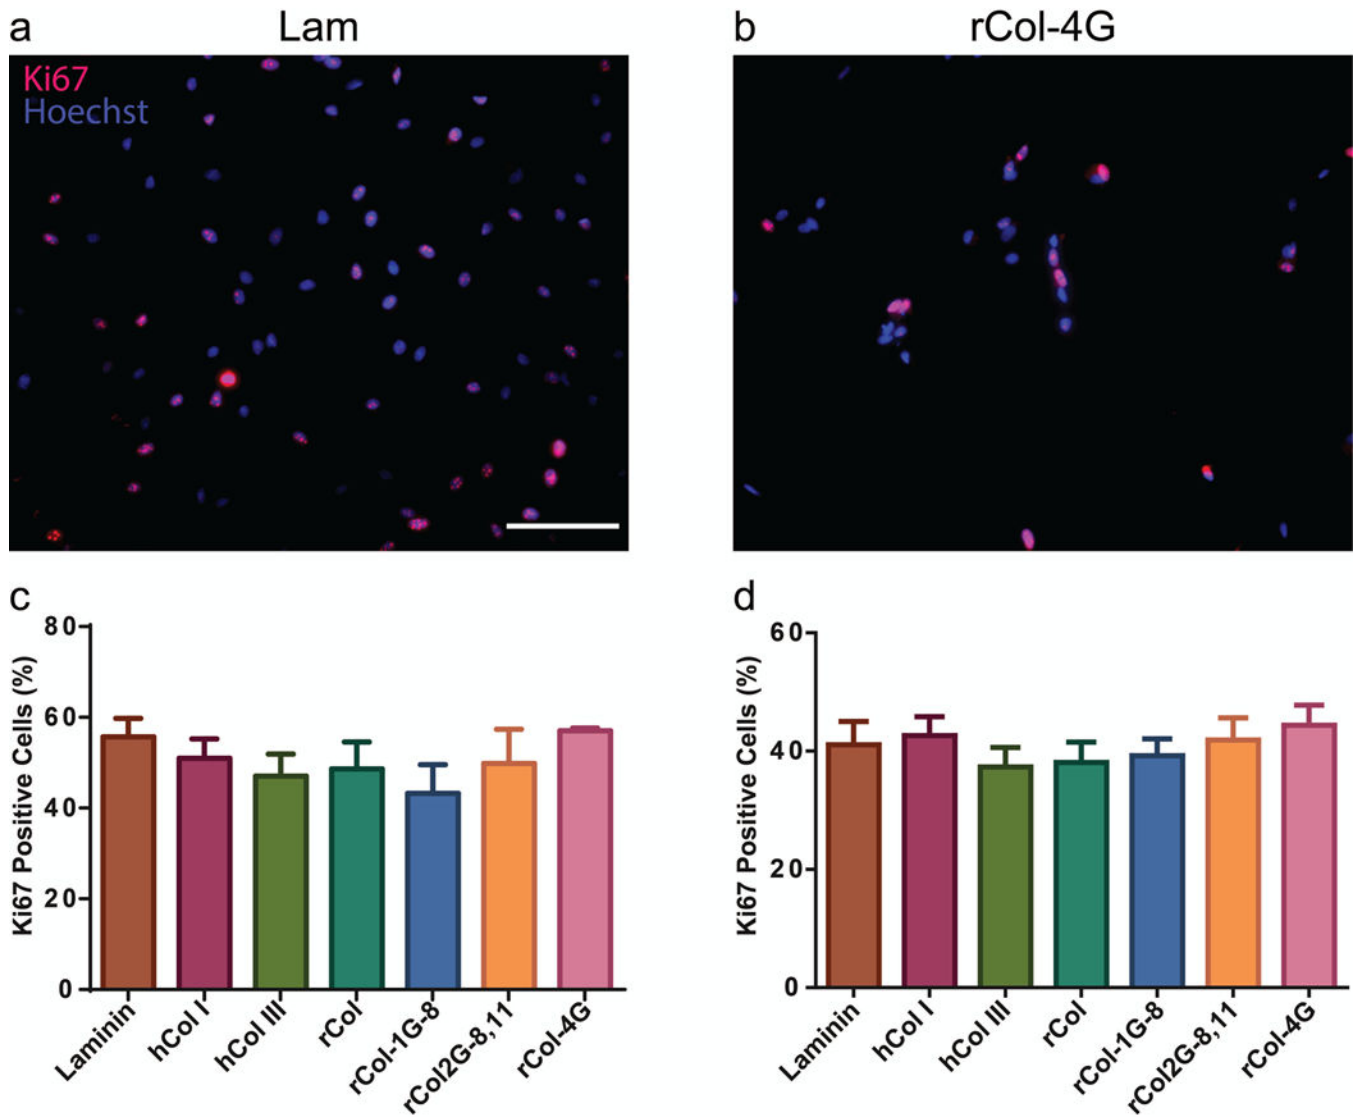 a
Lam
b
rCol-4G
Ki67
Hoechst
c
Ki67 Positive Cells (%)
80
60
40
20
0
Laminin
hCol I
hCol III
rCol
rCol-1G-8
rCol2G-8,11
rCol-4G
d
Ki67 Positive Cells (%)
60
40
20
0
Laminin
hCol I
hCol III
rCol
rCol-1G-8
rCol2G-8,11
rCol-4G